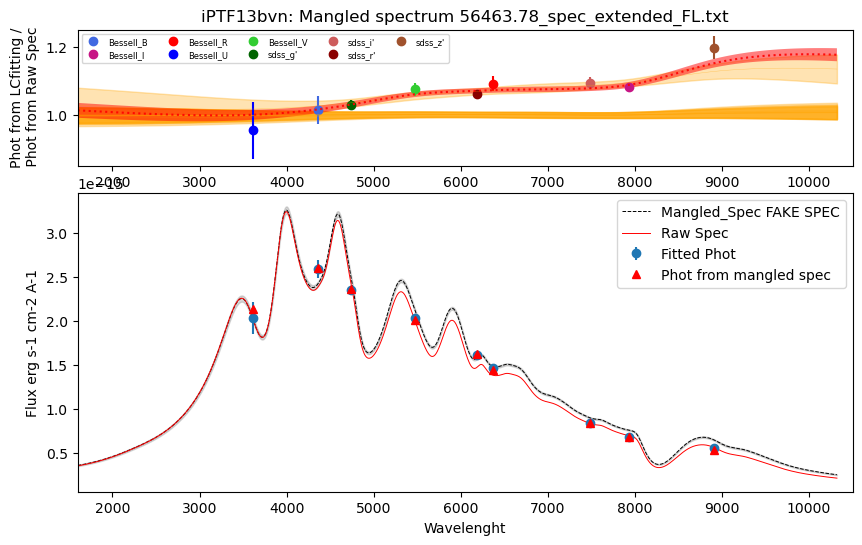 iPTF13bvn: Mangled spectrum 56463.78_spec_extended_FL.txt
Phot from LCfitting /
Phot from Raw Spec
1.2
1.0
Bessell_B
Bessell_R
Bessell_V
sdss_i'
sdss_z'
Bessell_I
Bessell_U
sdss_g'
sdss_r'
2000 3000 4000 5000 6000 7000 8000 9000 10000
1e−15
Flux erg s-1 cm-2 A-1
3.0
2.5
2.0
1.5
1.0
0.5
Mangled_Spec FAKE SPEC
Raw Spec
Fitted Phot
Phot from mangled spec
2000 3000 4000 5000 6000 7000 8000 9000 10000
Wavelenght